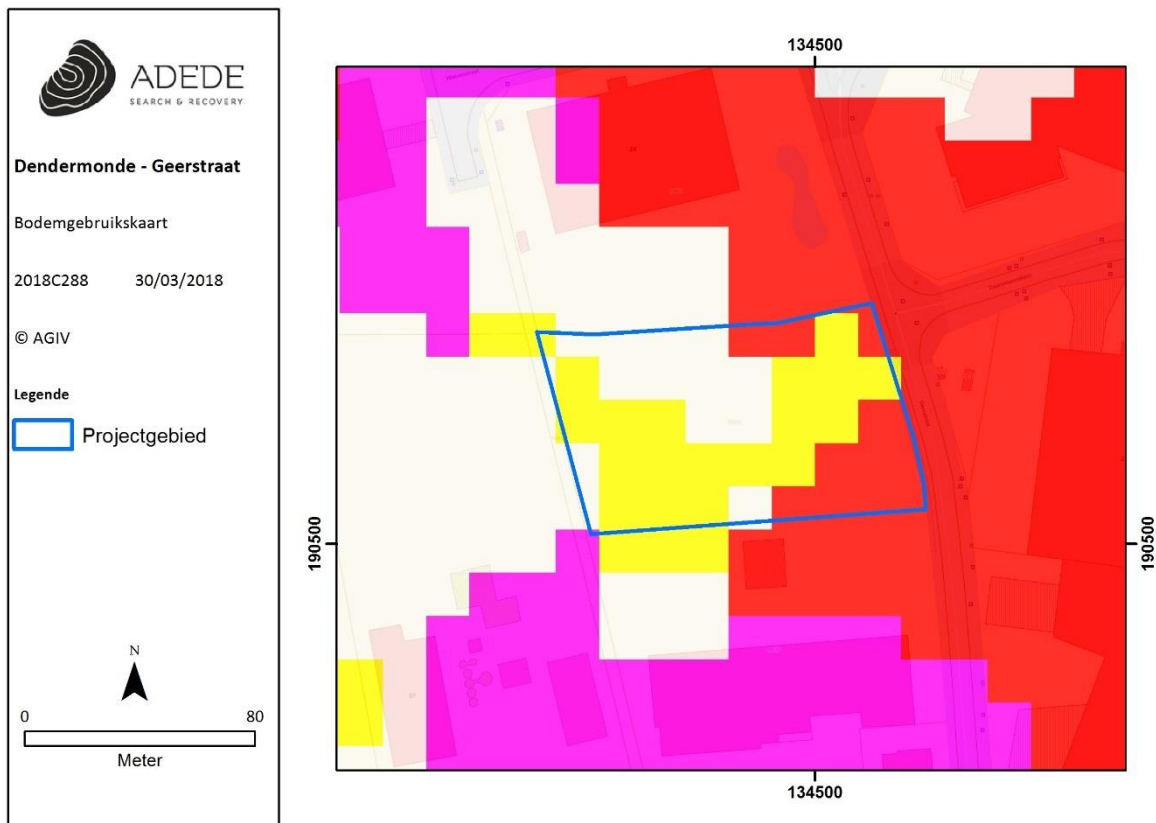 ADEDE
SEARCH & RECOVERY
Dendermonde - Geerstraat
Bodemgebruikskaart
2018C288 30/03/2018
© AGIV
Legende
Projectgebied
N
0 80
Meter
134500
190500
190500
134500